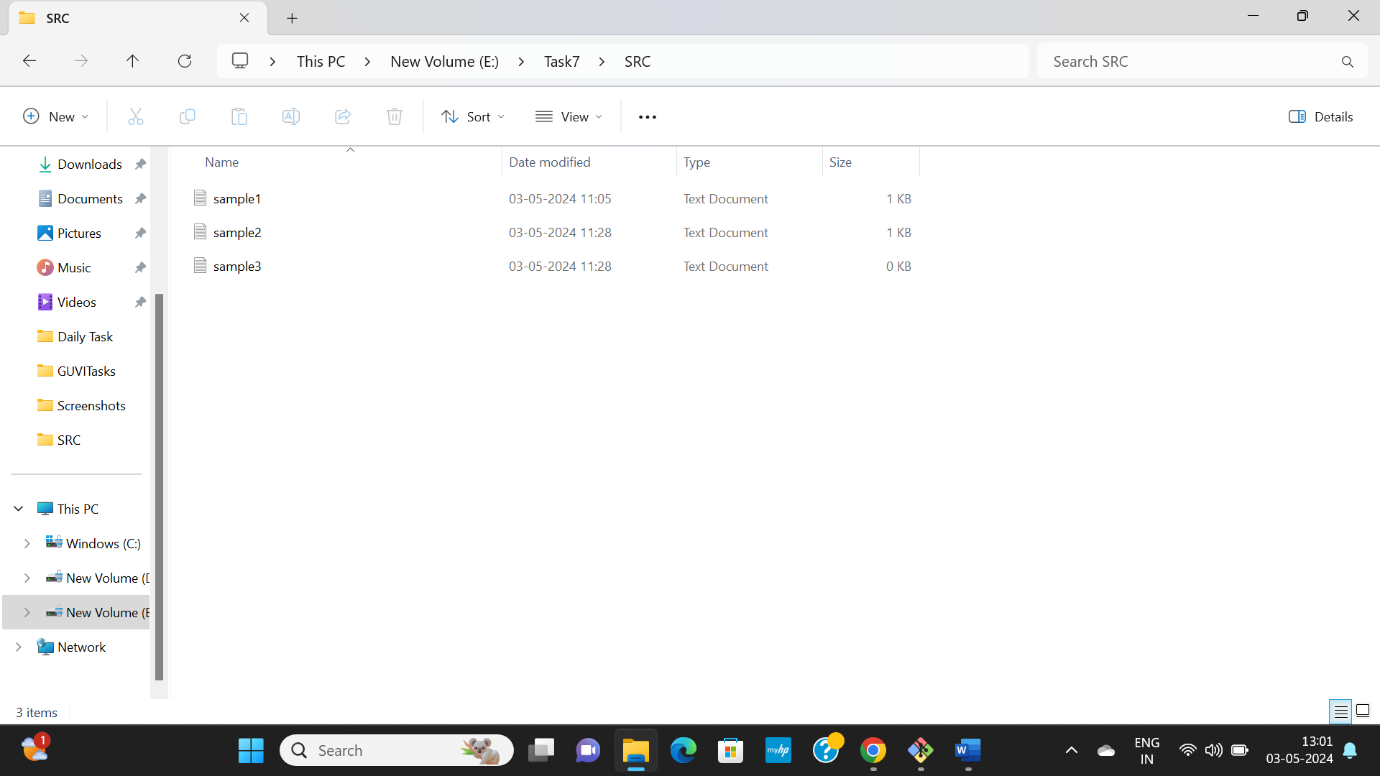 SRC
This PC
New Volume (E:)
Task7
SRC
Search SRC
New
Sort
View
Details
Name
Date modified
Type
Size
sample1
03-05-2024 11:05
Text Document
1 KB
sample2
03-05-2024 11:28
Text Document
1 KB
sample3
03-05-2024 11:28
Text Document
0 KB
Downloads
Documents
Pictures
Music
Videos
Daily Task
GUVITasks
Screenshots
SRC
This PC
Windows (C:)
New Volume (D
New Volume (E
Network
3 items
1
Search
myhp
W
ENG
IN
13:01
03-05-2024